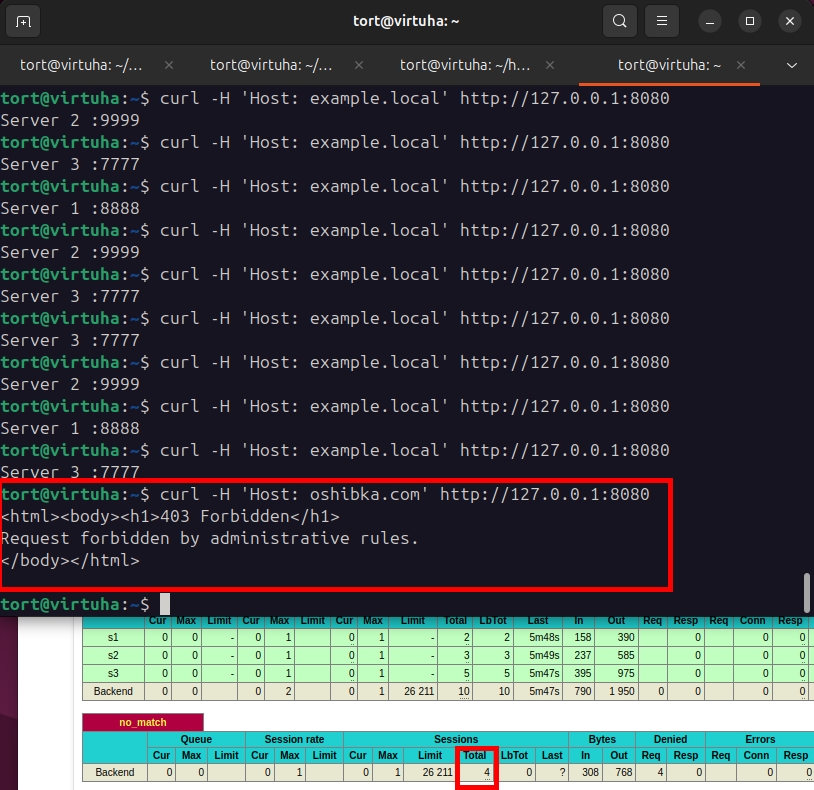 tort@virtuha: ~
tort@virtuha: ~/... × tort@virtuha: ~/... × tort@virtuha: ~/h... × tort@virtuha: ~ ×
tort@virtuha:~$ curl -H 'Host: example.local' http://127.0.0.1:8080
Server 2 :9999
tort@virtuha:~$ curl -H 'Host: example.local' http://127.0.0.1:8080
Server 3 :7777
tort@virtuha:~$ curl -H 'Host: example.local' http://127.0.0.1:8080
Server 1 :8888
tort@virtuha:~$ curl -H 'Host: example.local' http://127.0.0.1:8080
Server 2 :9999
tort@virtuha:~$ curl -H 'Host: example.local' http://127.0.0.1:8080
Server 3 :7777
tort@virtuha:~$ curl -H 'Host: example.local' http://127.0.0.1:8080
Server 3 :7777
tort@virtuha:~$ curl -H 'Host: example.local' http://127.0.0.1:8080
Server 2 :9999
tort@virtuha:~$ curl -H 'Host: example.local' http://127.0.0.1:8080
Server 1 :8888
tort@virtuha:~$ curl -H 'Host: example.local' http://127.0.0.1:8080
Server 3 :7777
tort@virtuha:~$ curl -H 'Host: oshibka.com' http://127.0.0.1:8080
<html><body><h1>403 Forbidden</h1>
Request forbidden by administrative rules.
</body></html>
tort@virtuha:~$
Cur Max Limit Cur Max Limit Cur Max Limit Total LbTot Last In Out Req Resp Req Conn Resp
s1 0 0 - 0 1 0 1 - 2 2 5m48s 158 390 0 0 0
s2 0 0 - 0 1 0 1 - 3 3 5m49s 237 585 0 0 0
s3 0 0 - 0 1 0 1 - 5 5 5m47s 395 975 0 0 0
Backend 0 0 0 2 0 1 26 211 10 10 5m47s 790 1 950 0 0 0 0
no_match
Queue Session rate Sessions Bytes Denied Errors
Cur Max Limit Cur Max Limit Cur Max Limit Total LbTot Last In Out Req Resp Req Conn Resp
Backend 0 0 0 1 0 1 26 211 4 0 ? 308 768 4 0 0 0